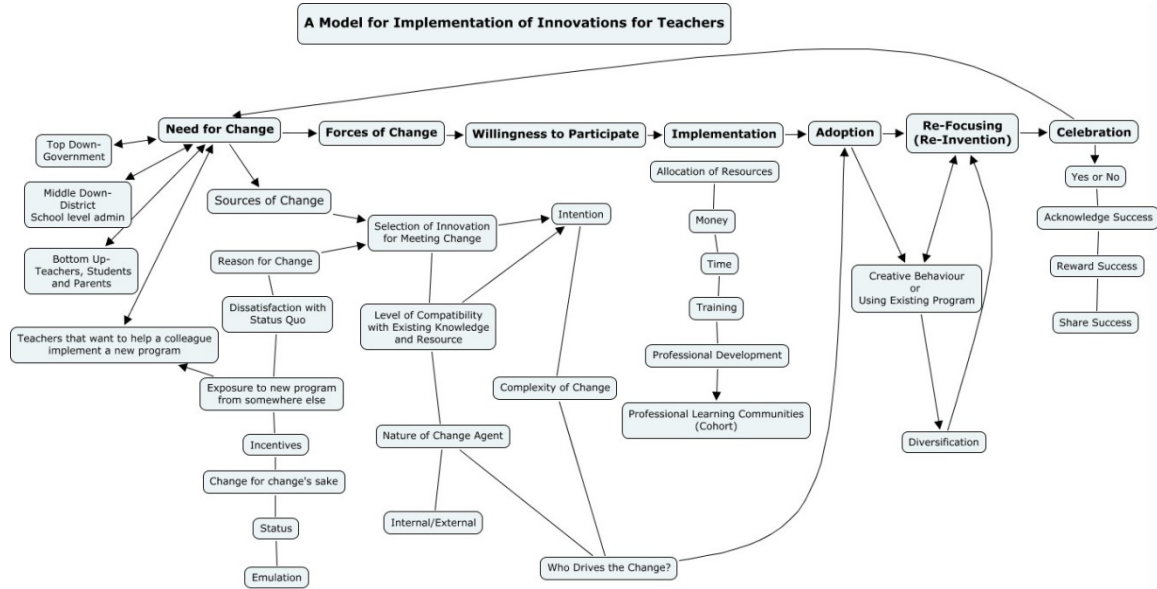 A Model for Implementation of Innovations for Teachers
Need for Change
Forces of Change
Willingness to Participate
Implementation
Adoption
Re-Focusing
(Re-Invention)
Celebration
Top Down-
Government
Middle Down-
District
School level admin
Bottom Up-
Teachers, Students
and Parents
Teachers that want to help a colleague
implement a new program
Sources of Change
Reason for Change
Dissatisfaction with
Status Quo
Exposure to new program
from somewhere else
Incentives
Change for change's sake
Status
Emulation
Selection of Innovation
for Meeting Change
Level of Compatibility
with Existing Knowledge
and Resource
Nature of Change Agent
Internal/External
Intention
Complexity of Change
Who Drives the Change?
Allocation of Resources
Money
Time
Training
Professional Development
Professional Learning Communities
(Cohort)
Creative Behaviour
or
Using Existing Program
Diversification
Yes or No
Acknowledge Success
Reward Success
Share Success